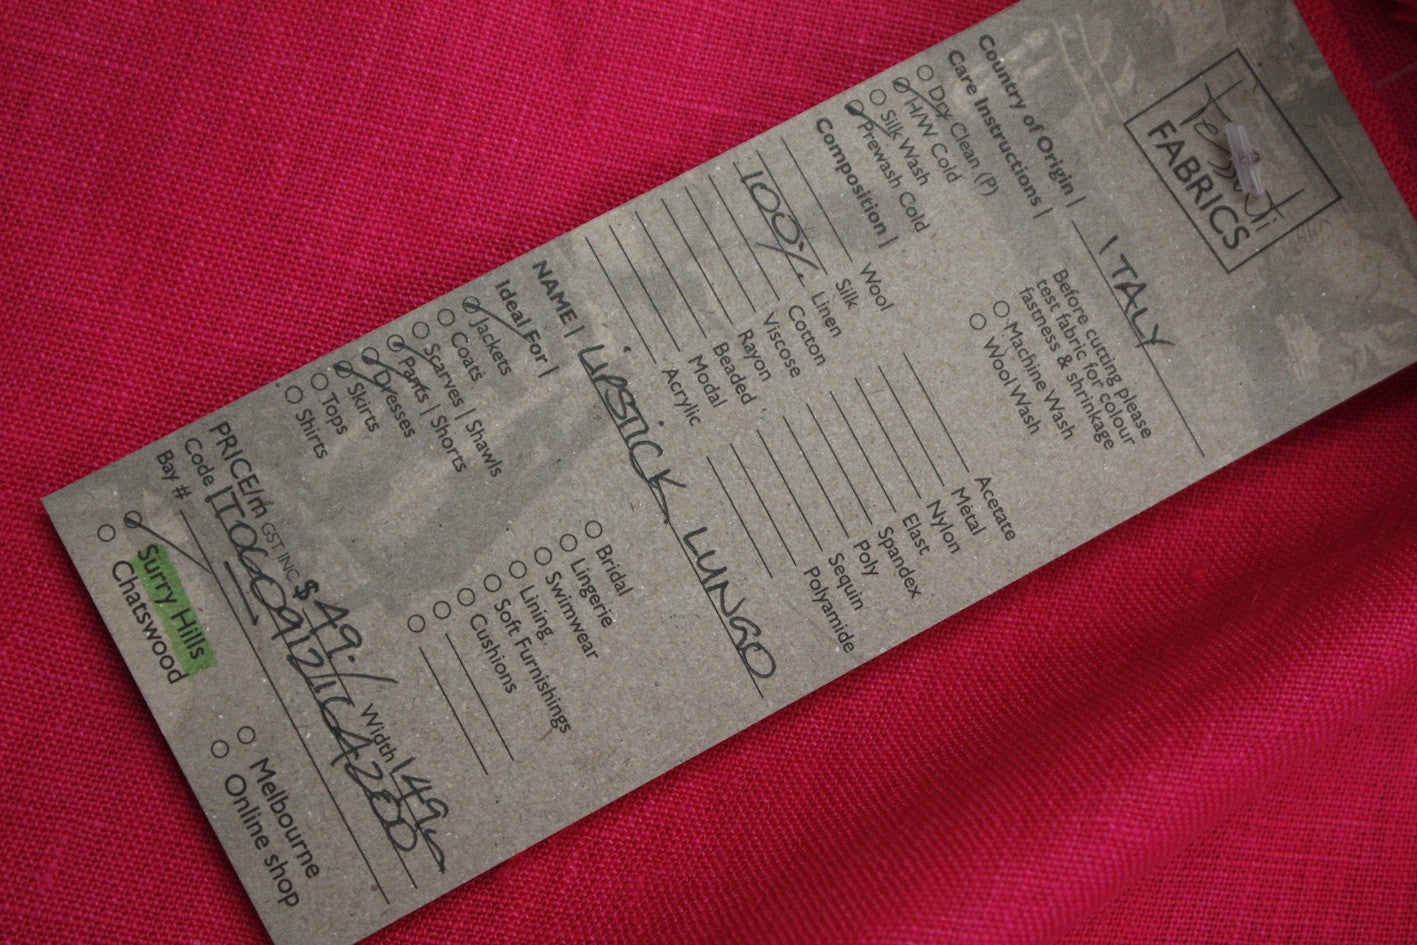 Tessuti
FABRICS
Country of Origin | ITALY
Care Instructions |
Dry Clean (P)
H/W Cold
Silk Wash
Prewash Cold
Before cutting please
test fabric for colour
fastness & shrinkage
Machine Wash
Wool Wash
Composition |
Wool
Silk
100% Linen
Cotton
Viscose
Rayon
Beaded
Modal
Acrylic
Acetate
Metal
Nylon
Elast
Spandex
Poly
Sequin
Polyamide
NAME | LIPSTICK LUNGO
Ideal For |
Jackets
Coats
Scarves | Shawls
Pants | Shorts
Dresses
Skirts
Tops
Shirts
Bridal
Lingerie
Swimwear
Lining
Soft Furnishings
Cushions
PRICE/m GST INC $ 49./ Width 149m
Code
Bay #
Surry Hills
Chatswood
Melbourne
Online shop